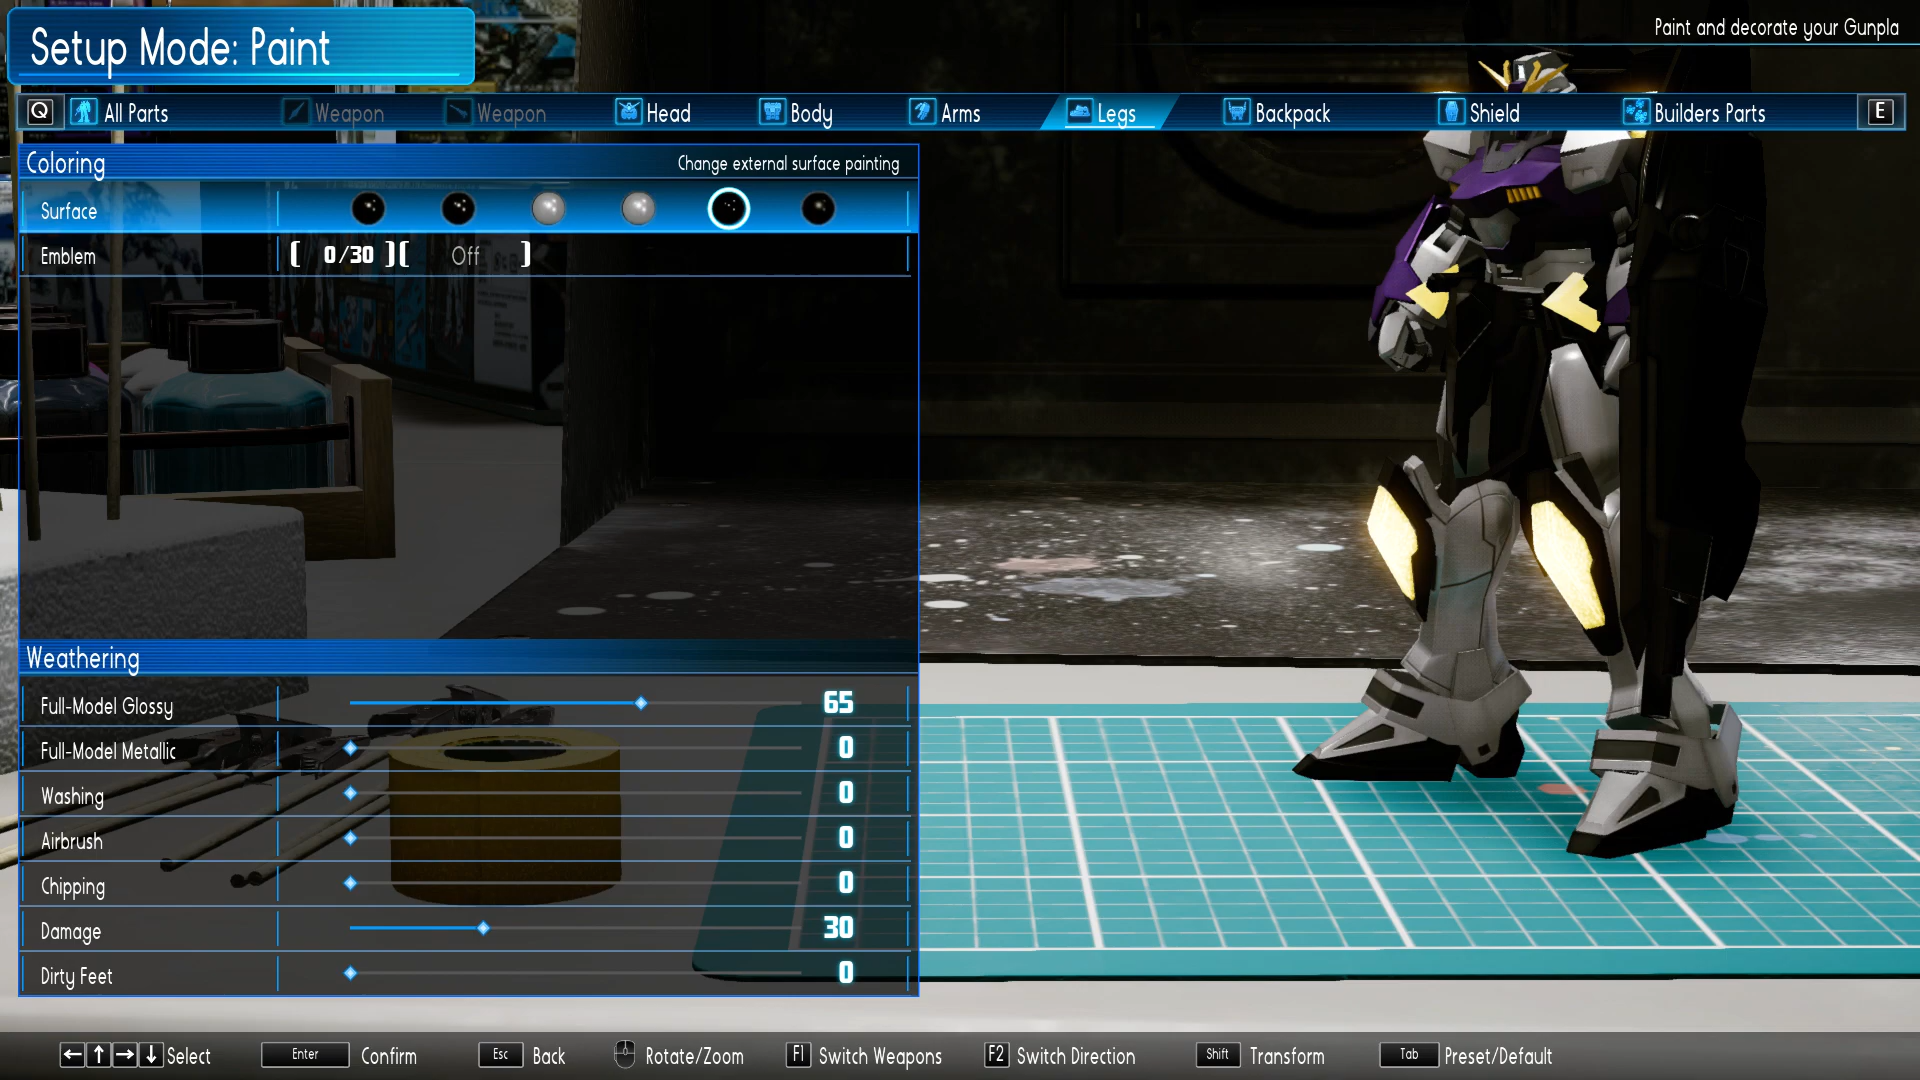 Setup Mode: Paint
Paint and decorate your Gunpla
Q All Parts Weapon Weapon Head Body Arms Legs Backpack Shield Builders Parts E
Coloring Change external surface painting
Surface
Emblem [ 0/30 ][ Off ]
Weathering
Full-Model Glossy 65
Full-Model Metallic 0
Washing 0
Airbrush 0
Chipping 0
Damage 30
Dirty Feet 0
←↑→↓ Select Enter Confirm Esc Back Rotate/Zoom F1 Switch Weapons F2 Switch Direction Shift Transform Tab Preset/Default